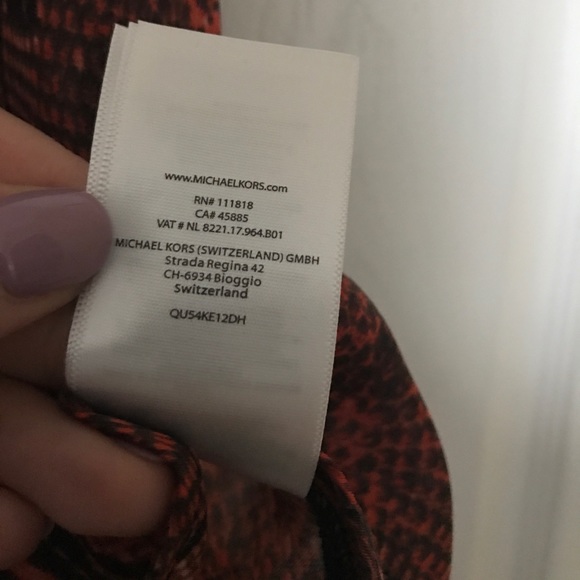 www.MICHAELKORS.com
RN# 111818
CA# 45885
VAT # NL 8221.17.964.B01
MICHAEL KORS (SWITZERLAND) GMBH
Strada Regina 42
CH-6934 Bioggio
Switzerland
QU54KE12DH